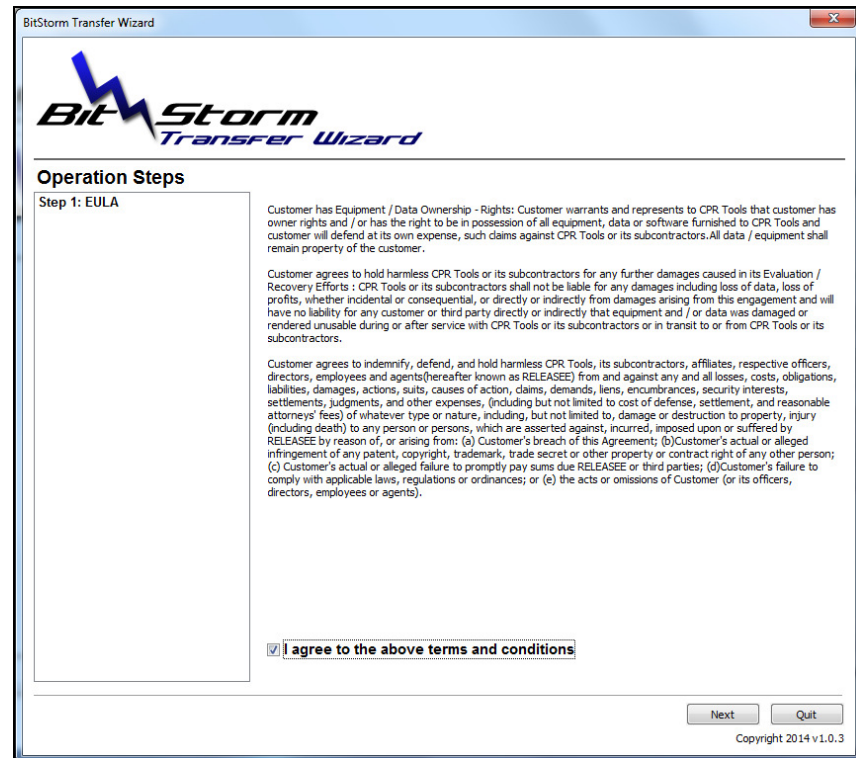 BitStorm Transfer Wizard
x
Bit Storm
Transfer Wizard
Operation Steps
Step 1: EULA
Customer has Equipment / Data Ownership - Rights: Customer warrants and represents to CPR Tools that customer has
owner rights and / or has the right to be in possession of all equipment, data or software furnished to CPR Tools and
customer will defend at its own expense, such claims against CPR Tools or its subcontractors.All data / equipment shall
remain property of the customer.
Customer agrees to hold harmless CPR Tools or its subcontractors for any further damages caused in its Evaluation /
Recovery Efforts : CPR Tools or its subcontractors shall not be liable for any damages including loss of data, loss of
profits, whether incidental or consequential, or directly or indirectly from damages arising from this engagement and will
have no liability for any customer or third party directly or indirectly that equipment and / or data was damaged or
rendered unusable during or after service with CPR Tools or its subcontractors or in transit to or from CPR Tools or its
subcontractors.
Customer agrees to indemnify, defend, and hold harmless CPR Tools, its subcontractors, affiliates, respective officers,
directors, employees and agents(hereafter known as RELEASEE) from and against any and all losses, costs, obligations,
liabilities, damages, actions, suits, causes of action, claims, demands, liens, encumbrances, security interests,
settlements, judgments, and other expenses, (including but not limited to cost of defense, settlement, and reasonable
attorneys' fees) of whatever type or nature, including, but not limited to, damage or destruction to property, injury
(including death) to any person or persons, which are asserted against, incurred, imposed upon or suffered by
RELEASEE by reason of, or arising from: (a) Customer's breach of this Agreement; (b)Customer's actual or alleged
infringement of any patent, copyright, trademark, trade secret or other property or contract right of any other person;
(c) Customer's actual or alleged failure to promptly pay sums due RELEASEE or third parties; (d)Customer's failure to
comply with applicable laws, regulations or ordinances; or (e) the acts or omissions of Customer (or its officers,
directors, employees or agents).
I agree to the above terms and conditions
Next
Quit
Copyright 2014 v1.0.3